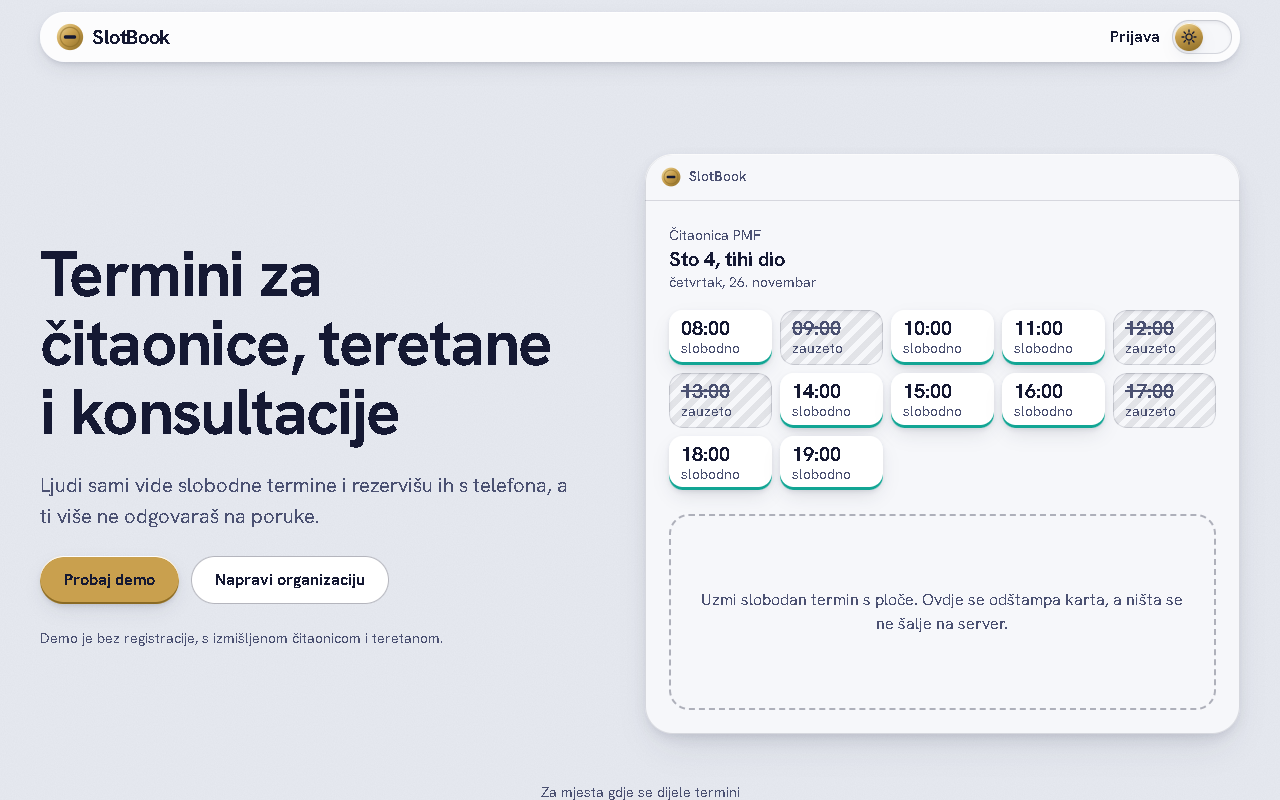 SlotBook
Prijava
Termini za
čitaonice, teretane
i konsultacije
Ljudi sami vide slobodne termine i rezervišu ih s telefona, a
ti više ne odgovaraš na poruke.
Probaj demo
Napravi organizaciju
Demo je bez registracije, s izmišljenom čitaonicom i teretanom.
SlotBook
Čitaonica PMF
Sto 4, tihi dio
četvrtak, 26. novembar
08:00 09:00 10:00 11:00 12:00
slobodno zauzeto slobodno slobodno zauzeto
13:00 14:00 15:00 16:00 17:00
zauzeto slobodno slobodno slobodno zauzeto
18:00 19:00
slobodno slobodno
Uzmi slobodan termin s ploče. Ovdje se odštampa karta, a ništa se
ne šalje na server.
Za mjesta gdje se dijele termini